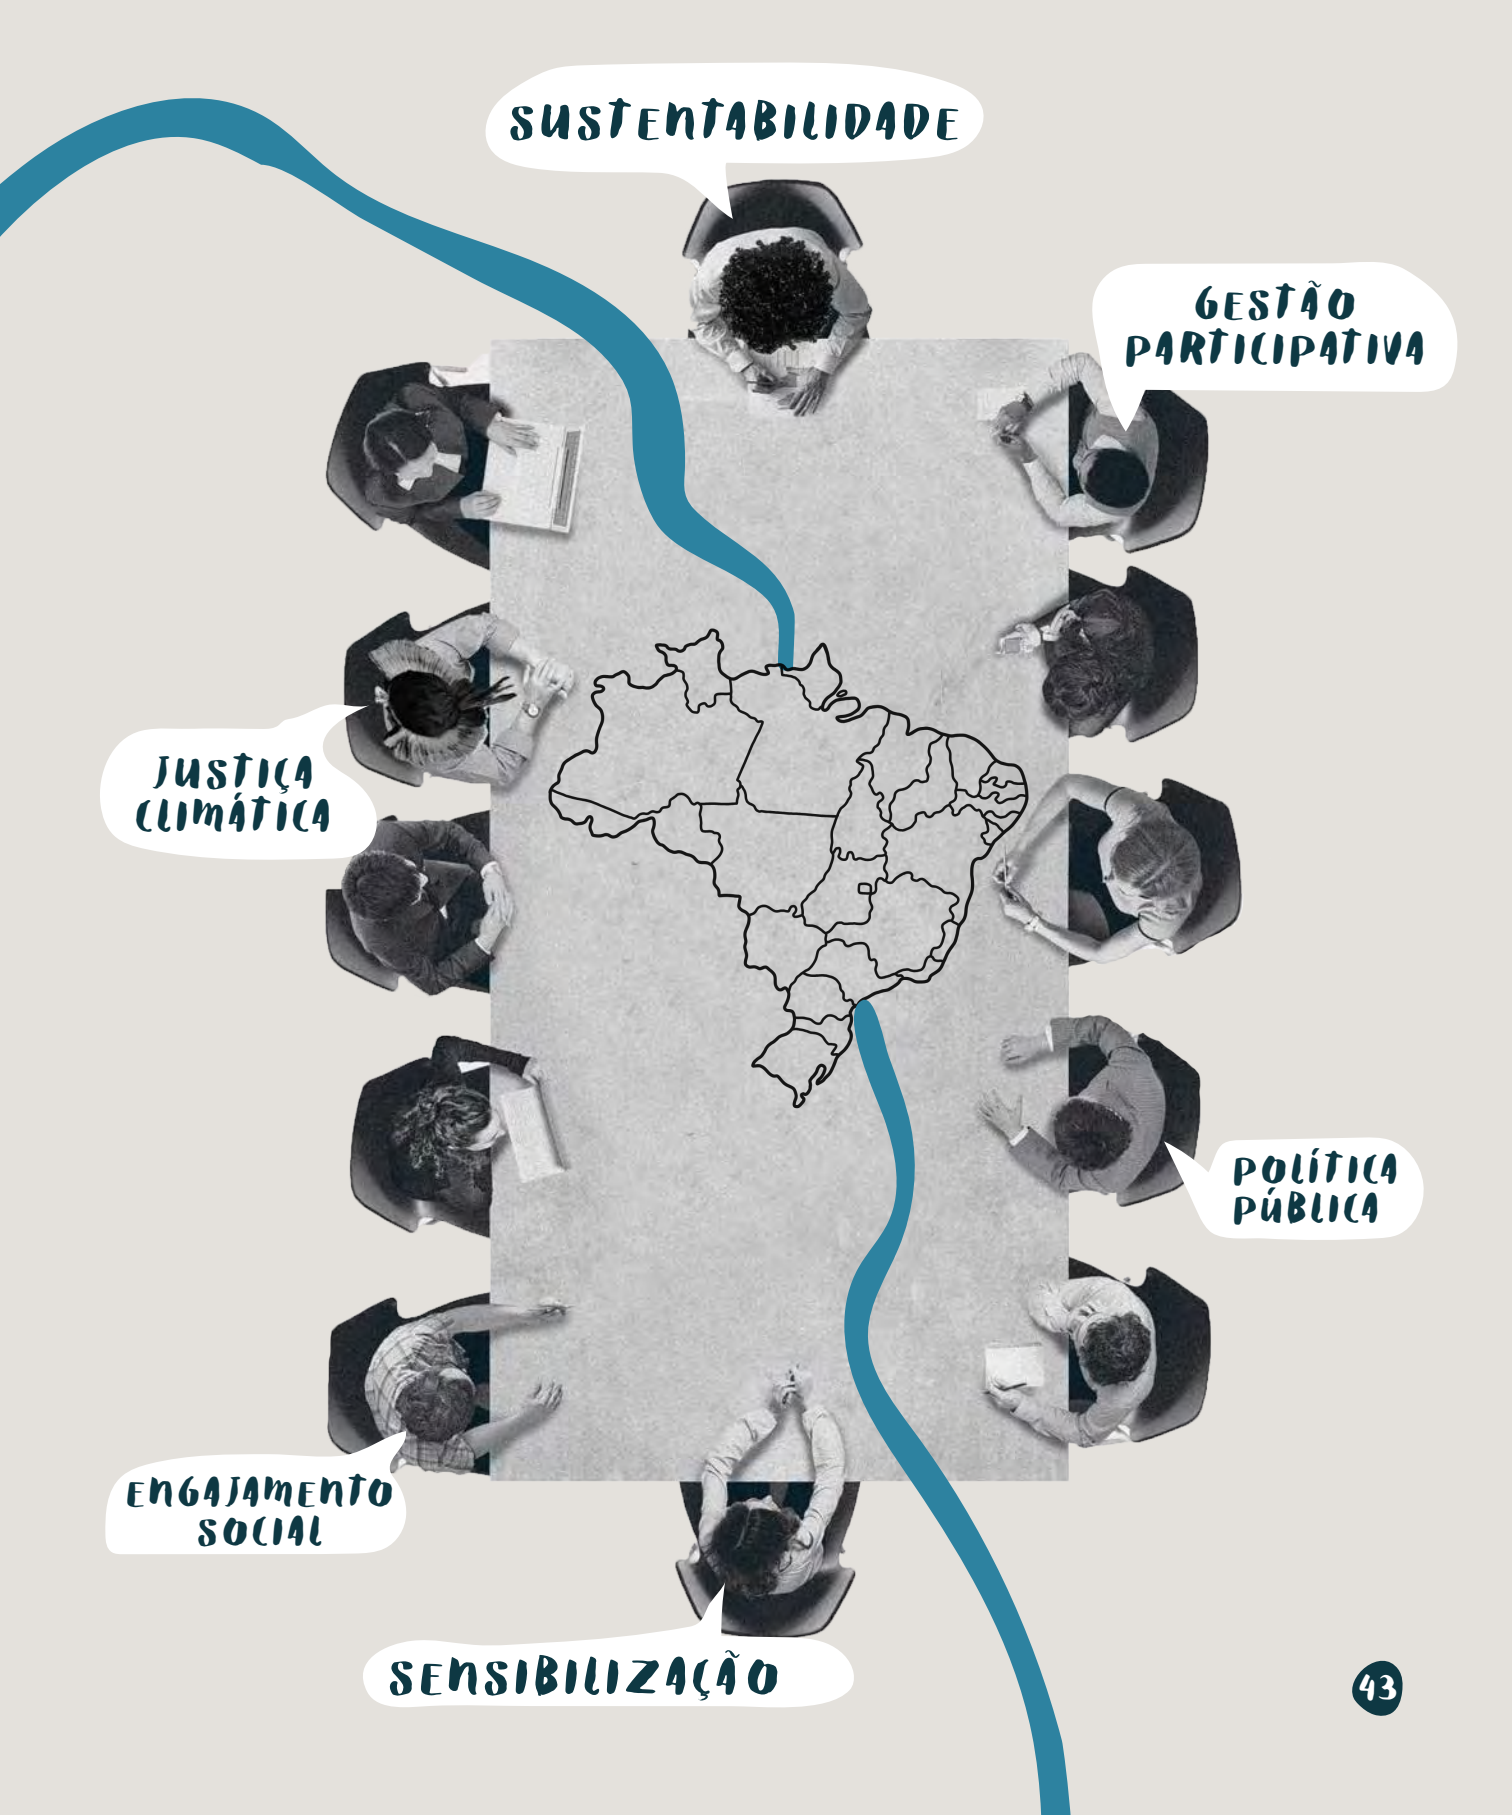 SUSTENTABILIDADE
GESTÃO
PARTICIPATIVA
JUSTIÇA
CLIMÁTICA
POLÍTICA
PÚBLICA
ENGAJAMENTO
SOCIAL
SENSIBILIZAÇÃO
43